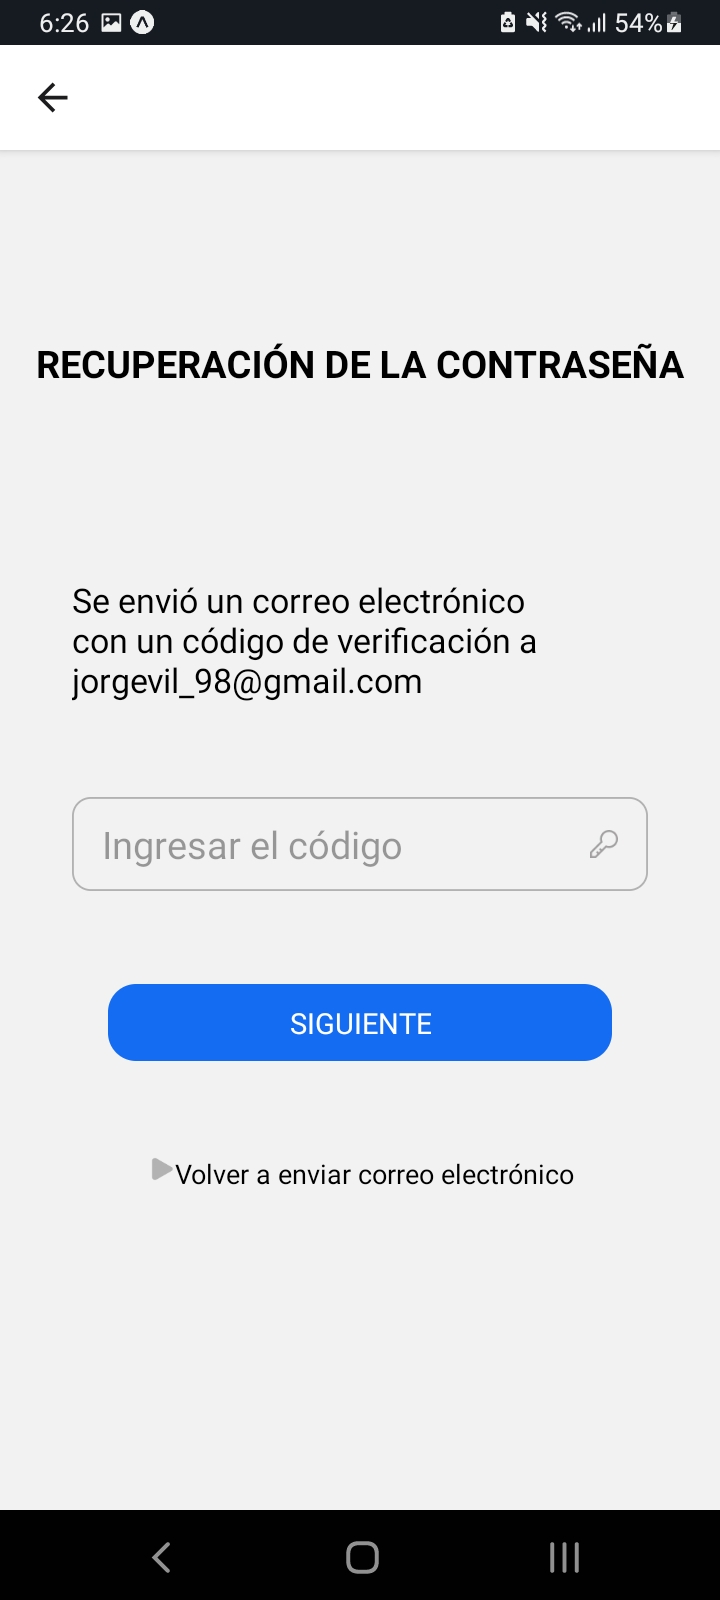 6:26
54%
RECUPERACIÓN DE LA CONTRASEÑA
Se envió un correo electrónico
con un código de verificación a
jorgevil_98@gmail.com
Ingresar el código
SIGUIENTE
Volver a enviar correo electrónico